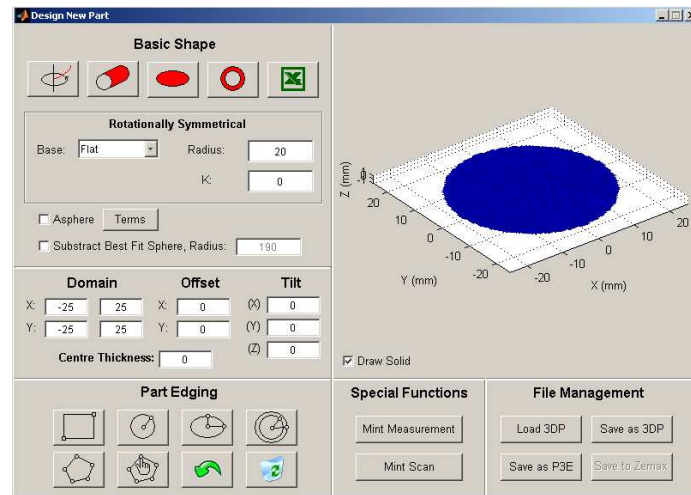 Design New Part
Basic Shape
Rotationally Symmetrical
Base: Flat Radius: 20
K: 0
Asphere Terms
Substract Best Fit Sphere, Radius: 190
Domain Offset Tilt
X: -25 25 X: 0 (X) 0
Y: -25 25 Y: 0 (Y) 0
Centre Thickness: 0 (Z) 0
Part Edging
Z (mm)
20
10
0
-10
-20
Y (mm)
-20
-10
0
10
20
X (mm)
Draw Solid
Special Functions
Mint Measurement
Mint Scan
File Management
Load 3DP Save as 3DP
Save as P3E Save to Zemax